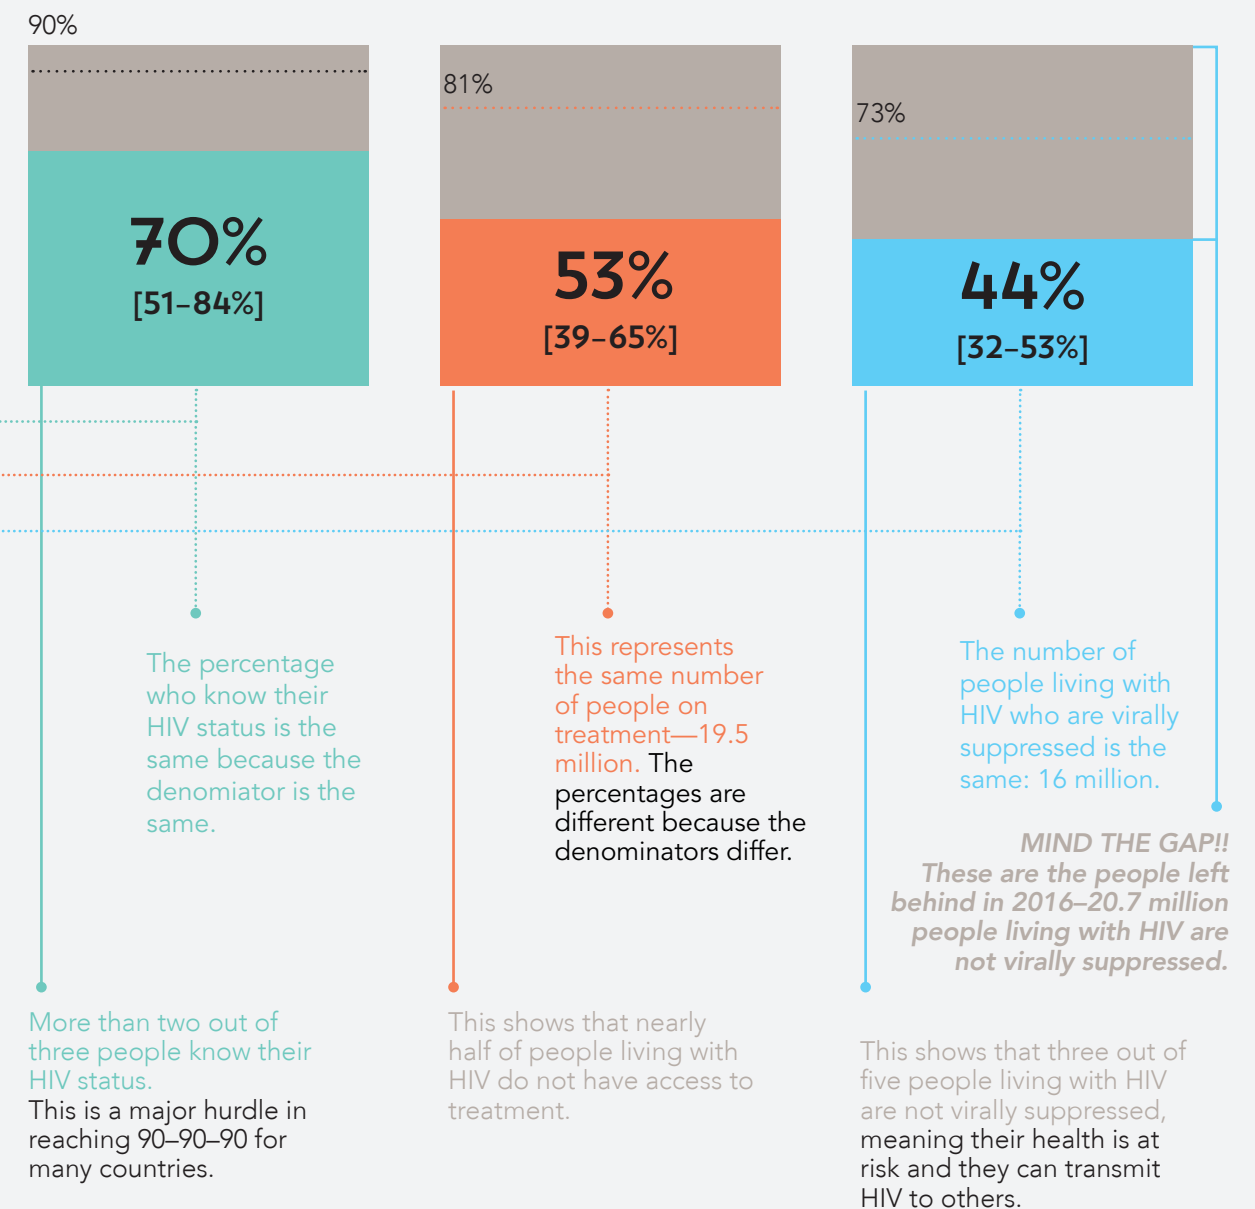 90%
70%
[51–84%]
81%
53%
[39–65%]
73%
44%
[32–53%]
The percentage
who know their
HIV status is the
same because the
denomiator is the
same.
This represents
the same number
of people on
treatment—19.5
million. The
percentages are
different because the
denominators differ.
The number of
people living with
HIV who are virally
suppressed is the
same: 16 million.
MIND THE GAP!!
These are the people left
behind in 2016–20.7 million
people living with HIV are
not virally suppressed.
More than two out of
three people know their
HIV status.
This is a major hurdle in
reaching 90–90–90 for
many countries.
This shows that nearly
half of people living with
HIV do not have access to
treatment.
This shows that three out of
five people living with HIV
are not virally suppressed,
meaning their health is at
risk and they can transmit
HIV to others.